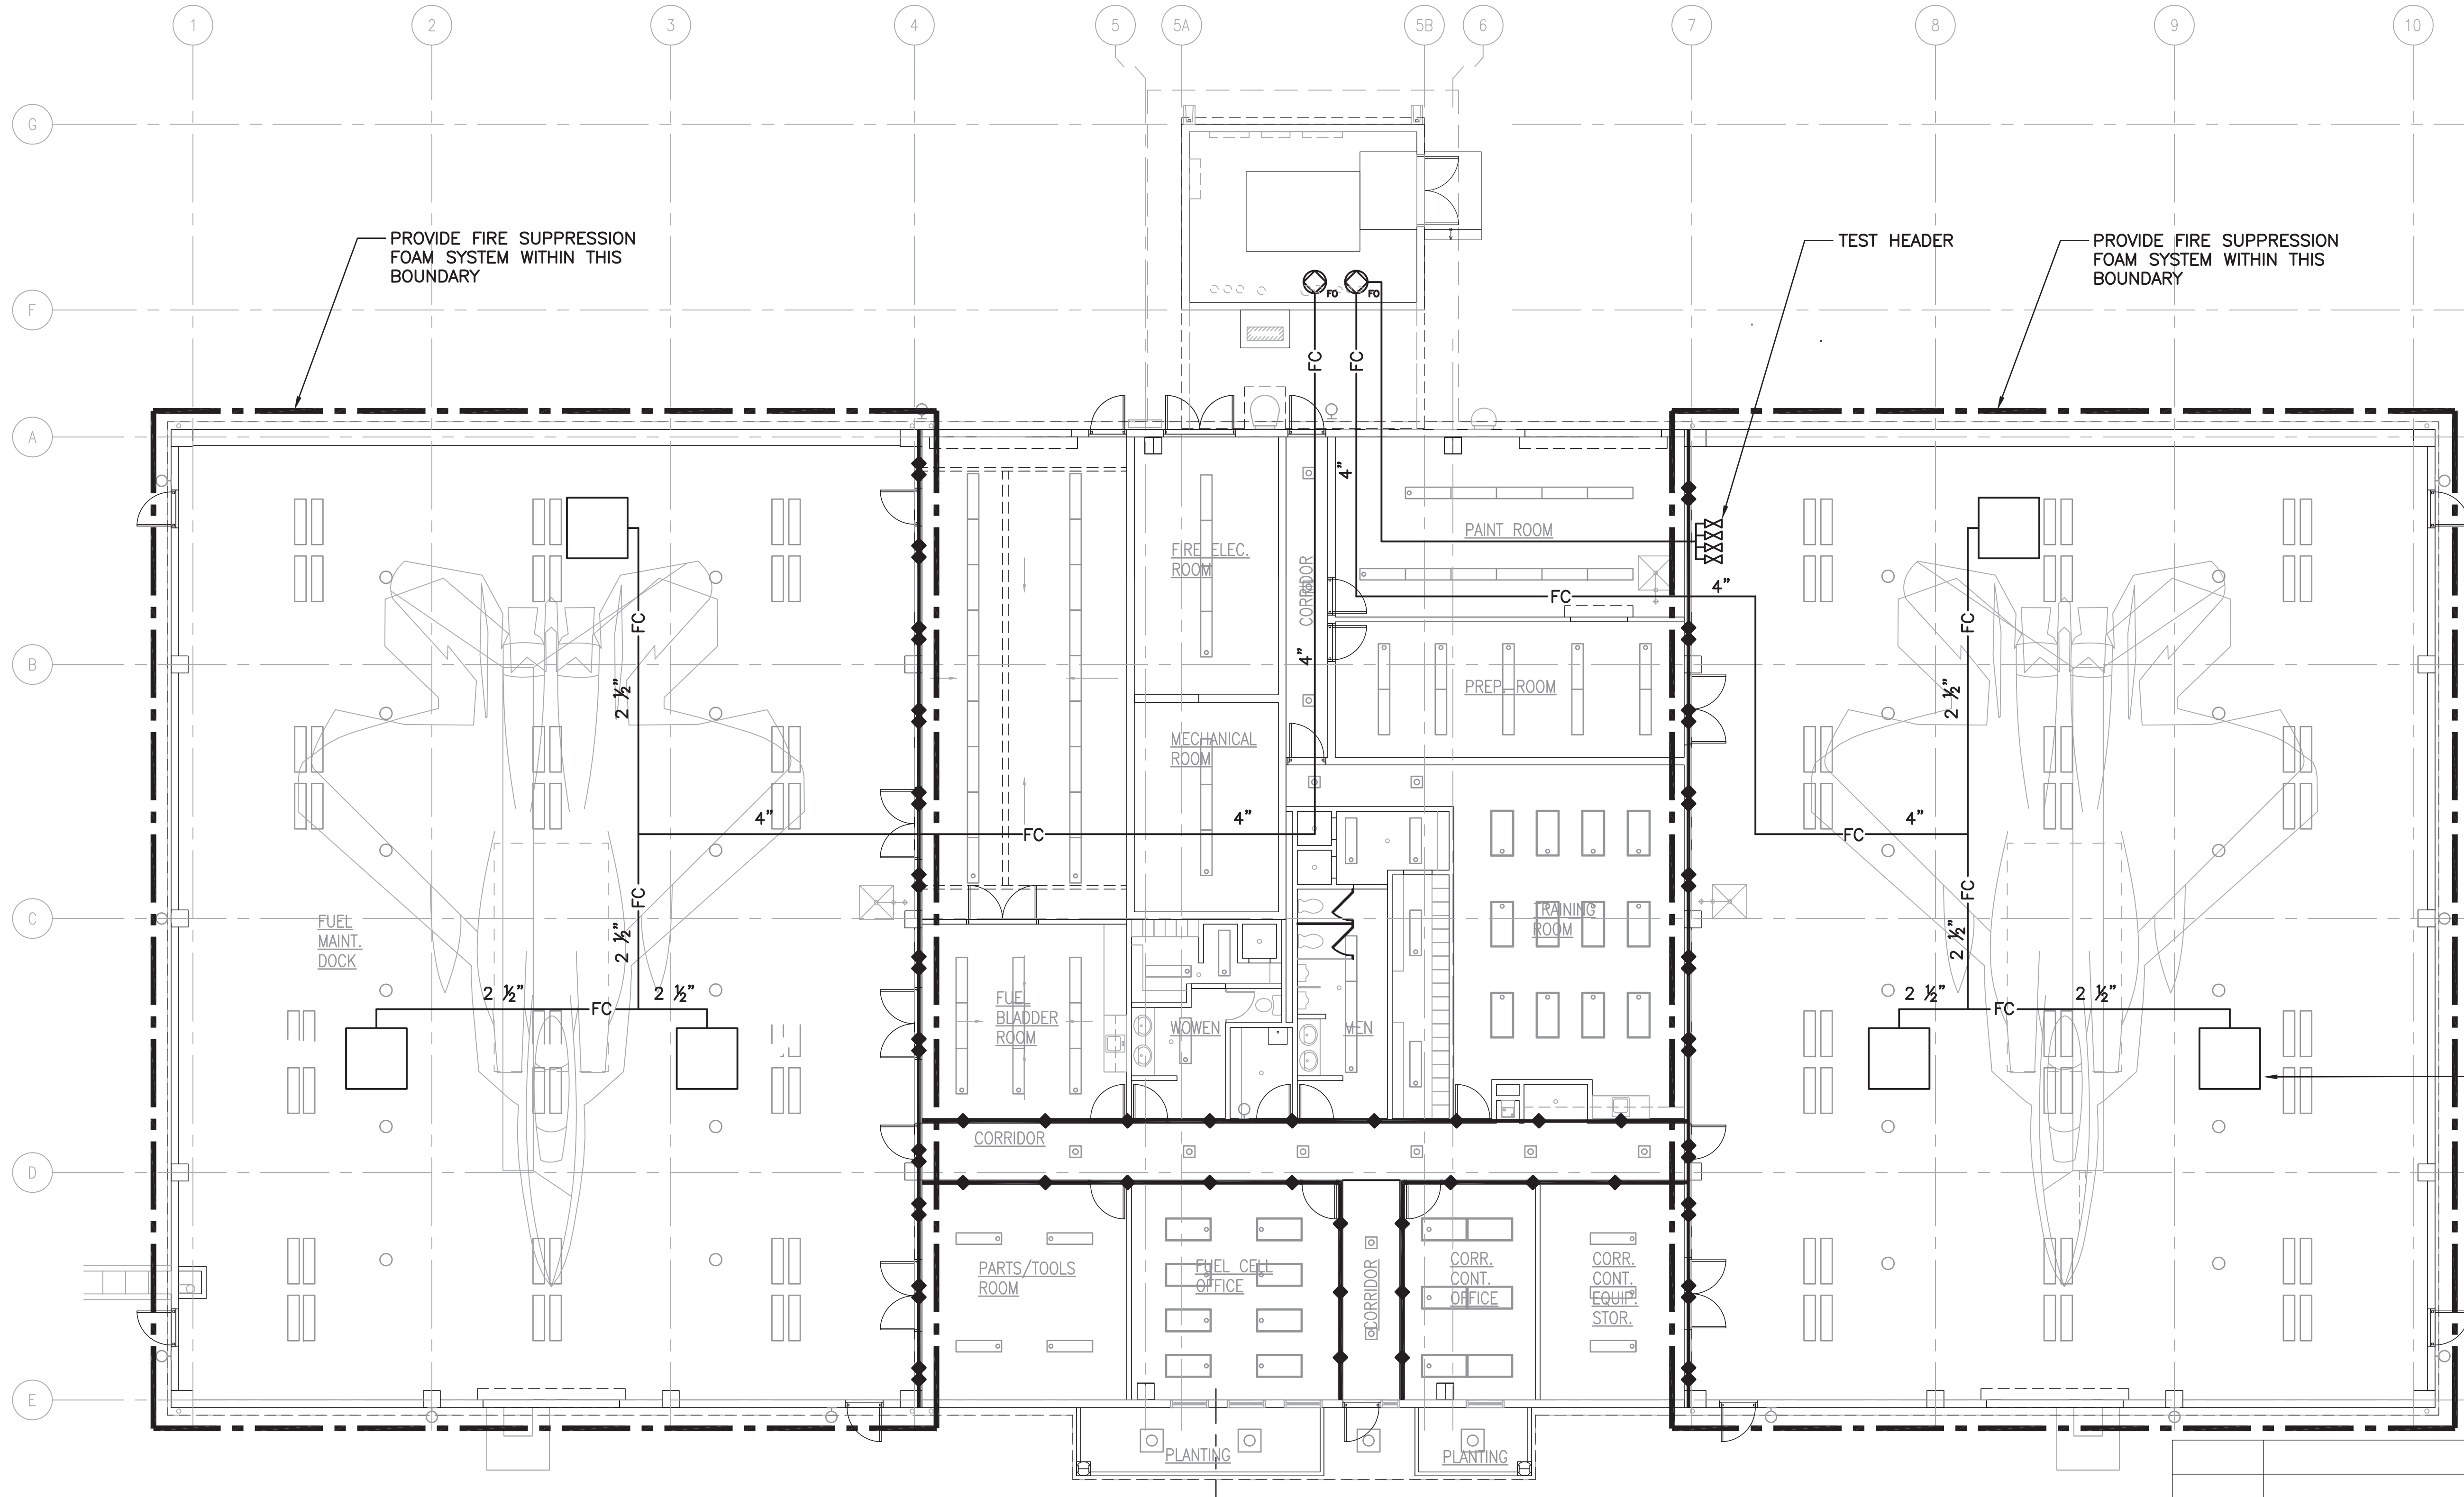 1
2
3
4
5
5A
5B
6
7
8
9
10
G
F
A
B
C
D
E
PROVIDE FIRE SUPPRESSION
FOAM SYSTEM WITHIN THIS
BOUNDARY
TEST HEADER
PROVIDE FIRE SUPPRESSION
FOAM SYSTEM WITHIN THIS
BOUNDARY
FO
FO
FC
FC
4"
PAINT ROOM
FIRE ELEC.
ROOM
CORRIDOR
4"
FC
4"
FC
FC
2 ½"
2 ½"
4"
PREP. ROOM
MECHANICAL
ROOM
4"
FC
4"
FC
4"
FC
FC
2 ½"
2 ½"
FUEL
MAINT.
DOCK
TRAINING
ROOM
2 ½"
FC
2 ½"
2 ½"
FC
2 ½"
FUEL
BLADDER
ROOM
WOWEN
MEN
CORRIDOR
PARTS/TOOLS
ROOM
FUEL CELL
OFFICE
CORRIDOR
CORR.
CONT.
OFFICE
CORR.
CONT.
EQUIP.
STOR.
PLANTING
PLANTING